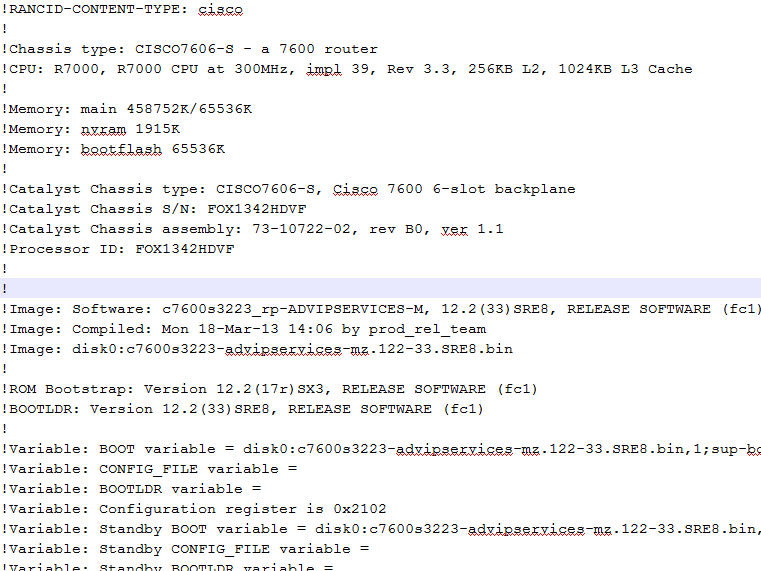 !RANCID-CONTENT-TYPE: cisco
!
!Chassis type: CISCO7606-S - a 7600 router
!CPU: R7000, R7000 CPU at 300MHz, impl 39, Rev 3.3, 256KB L2, 1024KB L3 Cache
!
!Memory: main 458752K/65536K
!Memory: nvram 1915K
!Memory: bootflash 65536K
!
!Catalyst Chassis type: CISCO7606-S, Cisco 7600 6-slot backplane
!Catalyst Chassis S/N: FOX1342HDVF
!Catalyst Chassis assembly: 73-10722-02, rev B0, ver 1.1
!Processor ID: FOX1342HDVF
!
!
!Image: Software: c7600s3223_rp-ADVIPSERVICES-M, 12.2(33)SRE8, RELEASE SOFTWARE (fc1)
!Image: Compiled: Mon 18-Mar-13 14:06 by prod_rel_team
!Image: disk0:c7600s3223-advipservices-mz.122-33.SRE8.bin
!
!ROM Bootstrap: Version 12.2(17r)SX3, RELEASE SOFTWARE (fc1)
!BOOTLDR: Version 12.2(33)SRE8, RELEASE SOFTWARE (fc1)
!
!Variable: BOOT variable = disk0:c7600s3223-advipservices-mz.122-33.SRE8.bin,1;sup-bo
!Variable: CONFIG_FILE variable =
!Variable: BOOTLDR variable =
!Variable: Configuration register is 0x2102
!Variable: Standby BOOT variable = disk0:c7600s3223-advipservices-mz.122-33.SRE8.bin,
!Variable: Standby CONFIG_FILE variable =
!Variable: Standby BOOTLDR variable =